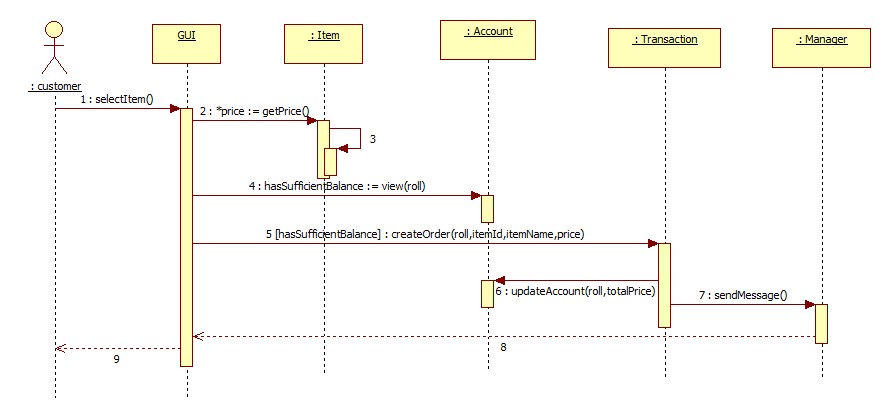 GUI
: Item
: Account
: Transaction
: Manager
: customer
1 : selectItem()
2 : *price := getPrice()
3
4 : hasSufficientBalance := view(roll)
5 [hasSufficientBalance] : createOrder(roll,itemId,itemName,price)
6 : updateAccount(roll,totalPrice)
7 : sendMessage()
8
9